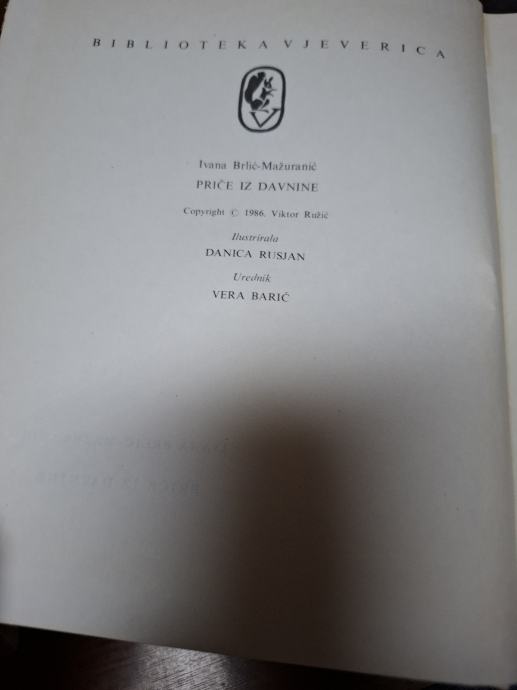 BIBLIOTEKA VJEVERICA
V
Ivana Brlić-Mažuranić
PRIČE IZ DAVNINE
Copyright © 1986. Viktor Ružić
Ilustrirala
DANICA RUSJAN
Urednik
VERA BARIĆ